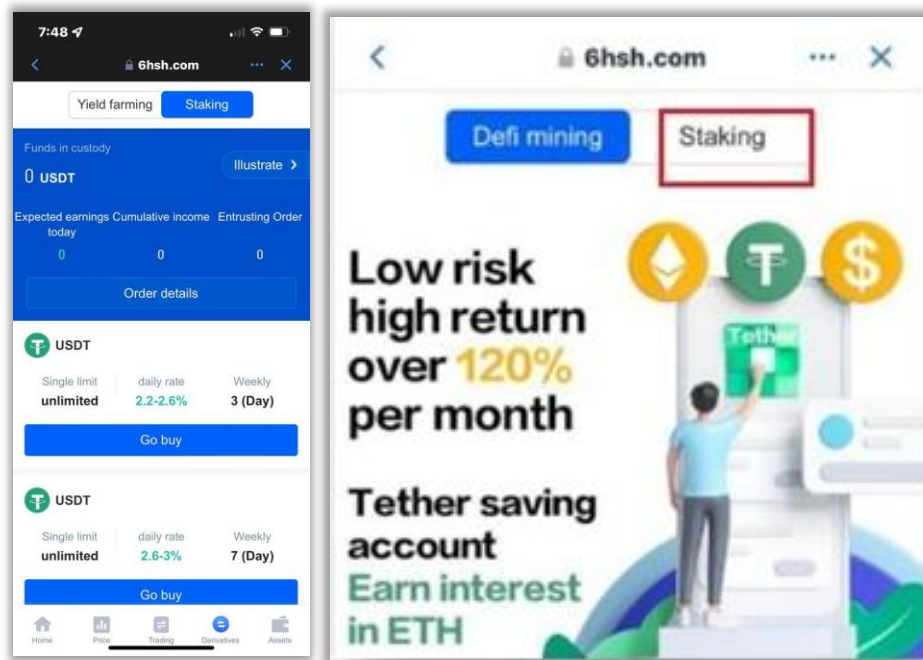 7:48
6hsh.com
Yield farming Staking
Funds in custody
0 USDT
Illustrate >
Expected earnings today Cumulative income Entrusting Order
0 0 0
Order details
USDT
Single limit daily rate Weekly
unlimited 2.2-2.6% 3 (Day)
Go buy
USDT
Single limit daily rate Weekly
unlimited 2.6-3% 7 (Day)
Go buy
Home Price Trading Derivatives Assets
6hsh.com
Defi mining Staking
Low risk
high return
over 120%
per month
Tether
Tether saving
account
Earn interest
in ETH